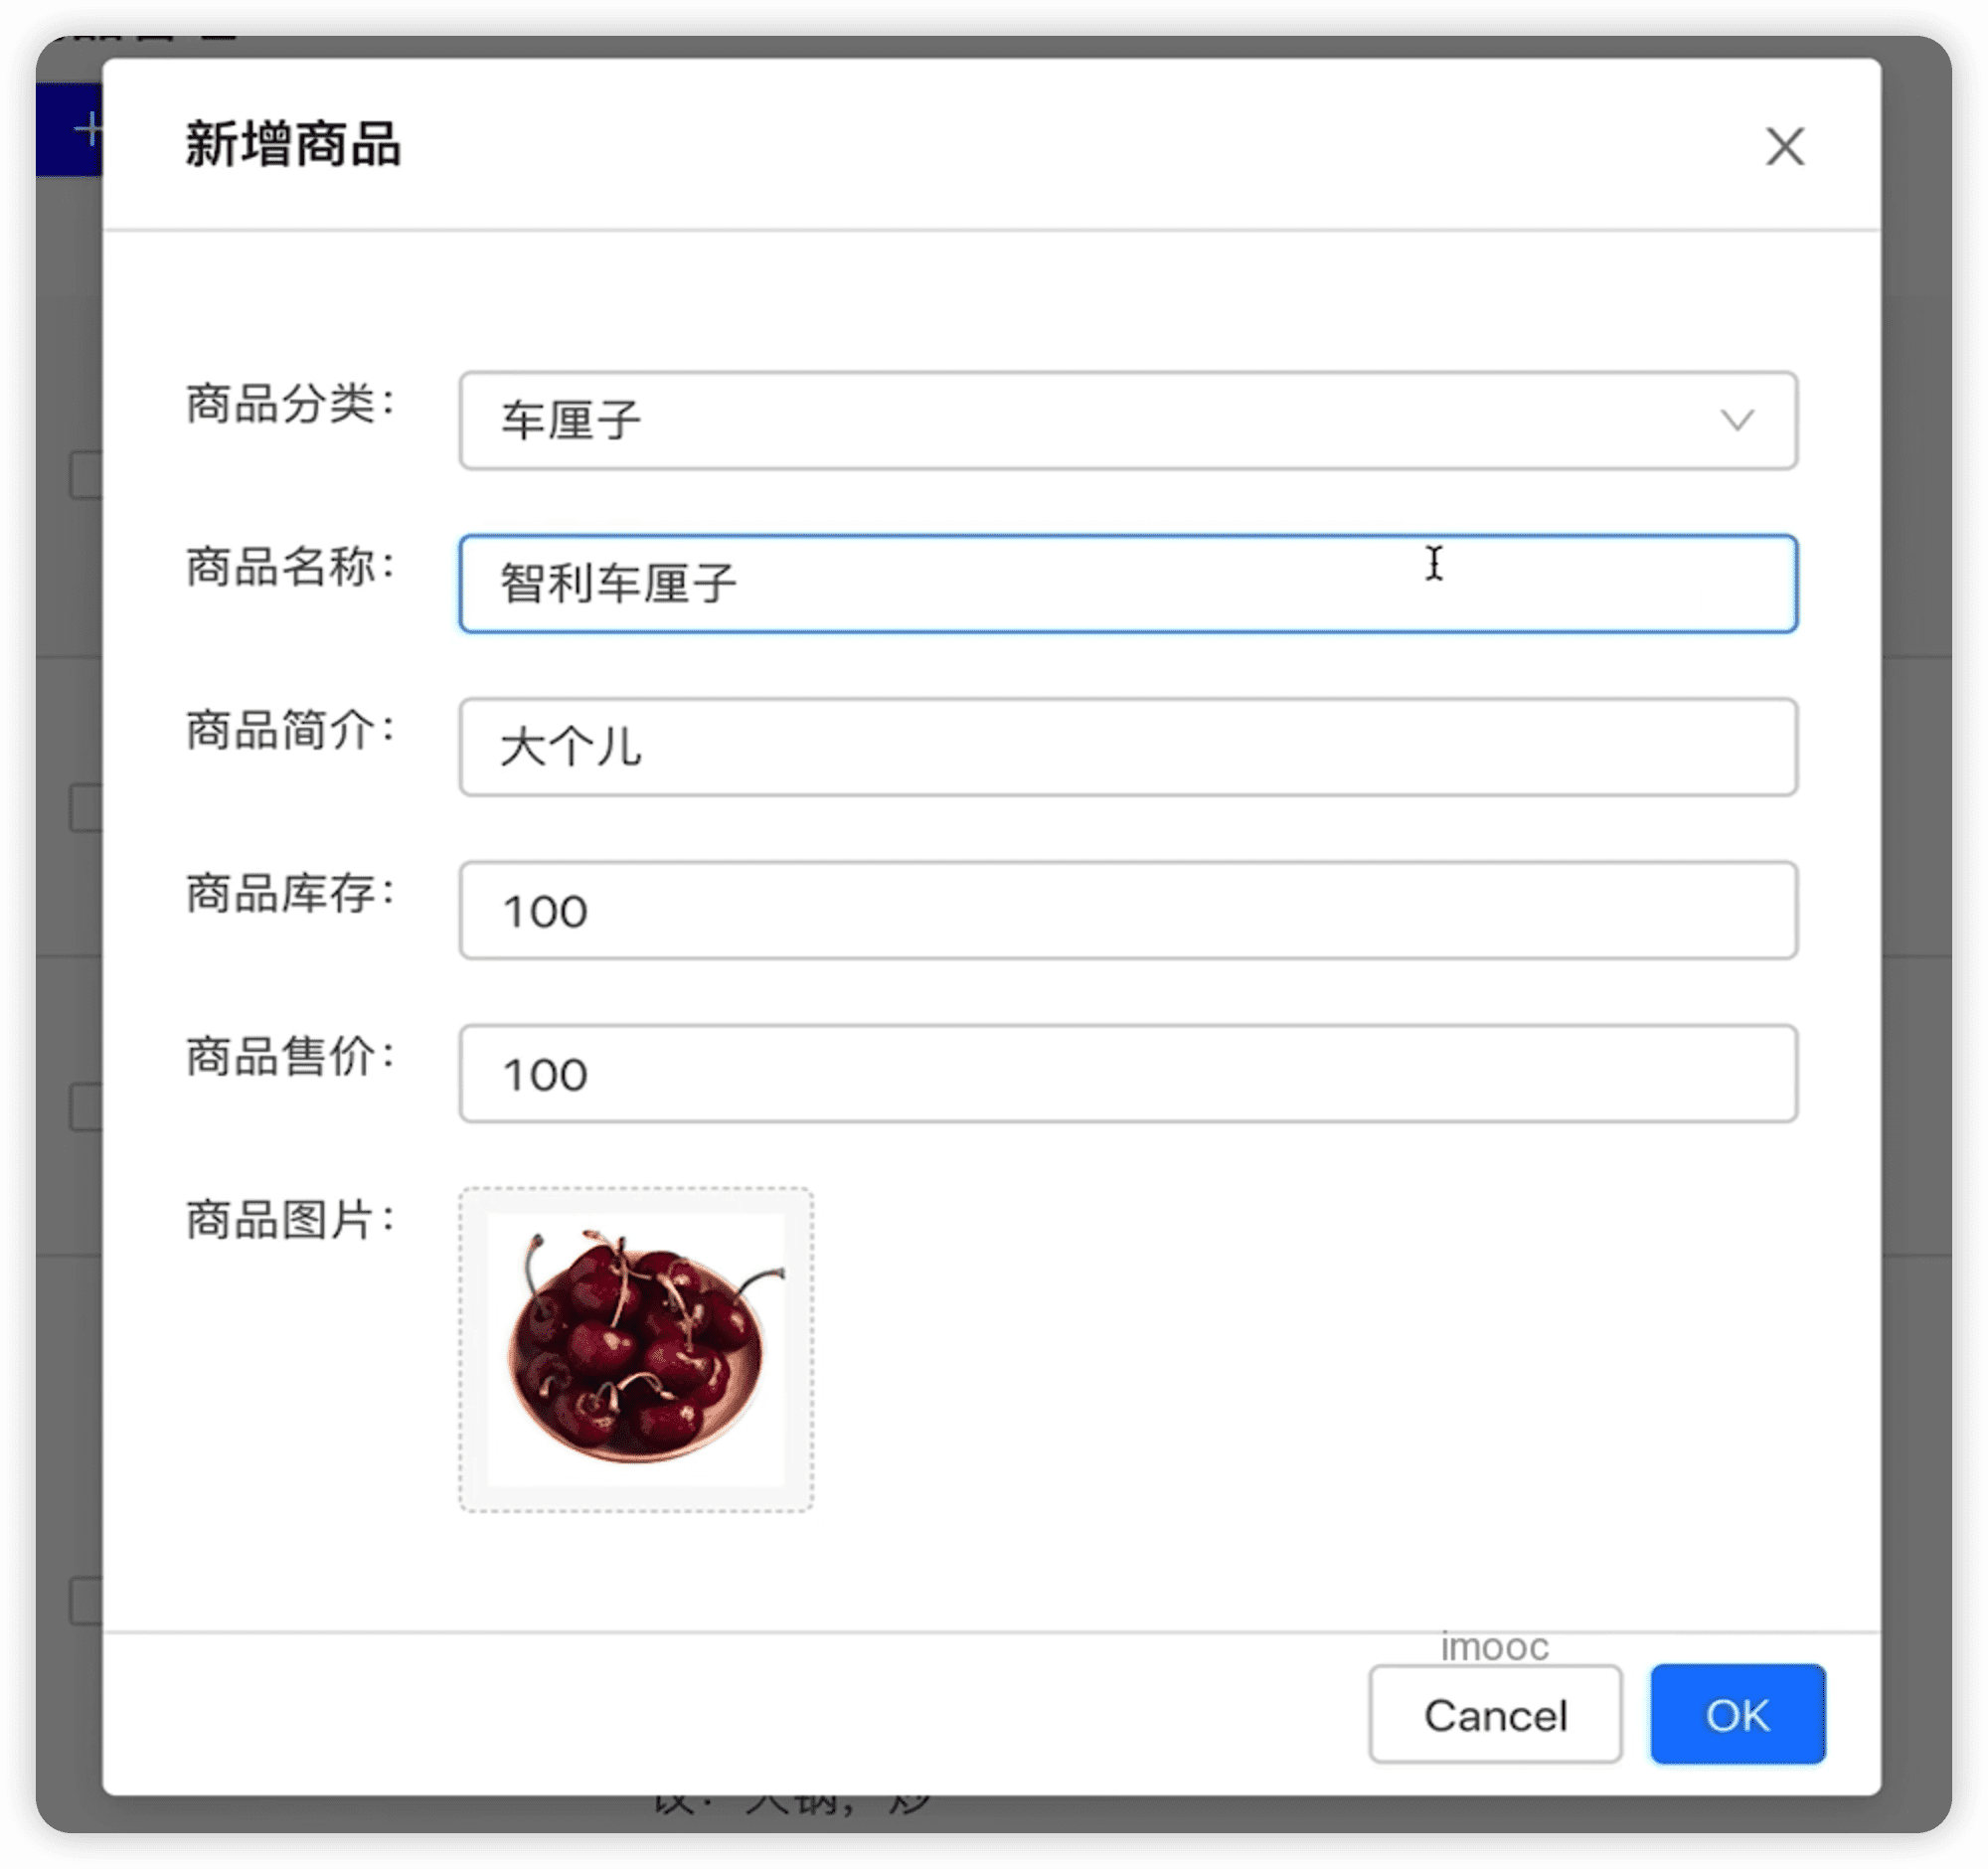 新增商品
商品分类：
车厘子
商品名称：
智利车厘子
商品简介：
大个儿
商品库存：
100
商品售价：
100
商品图片：
imooc
Cancel
OK